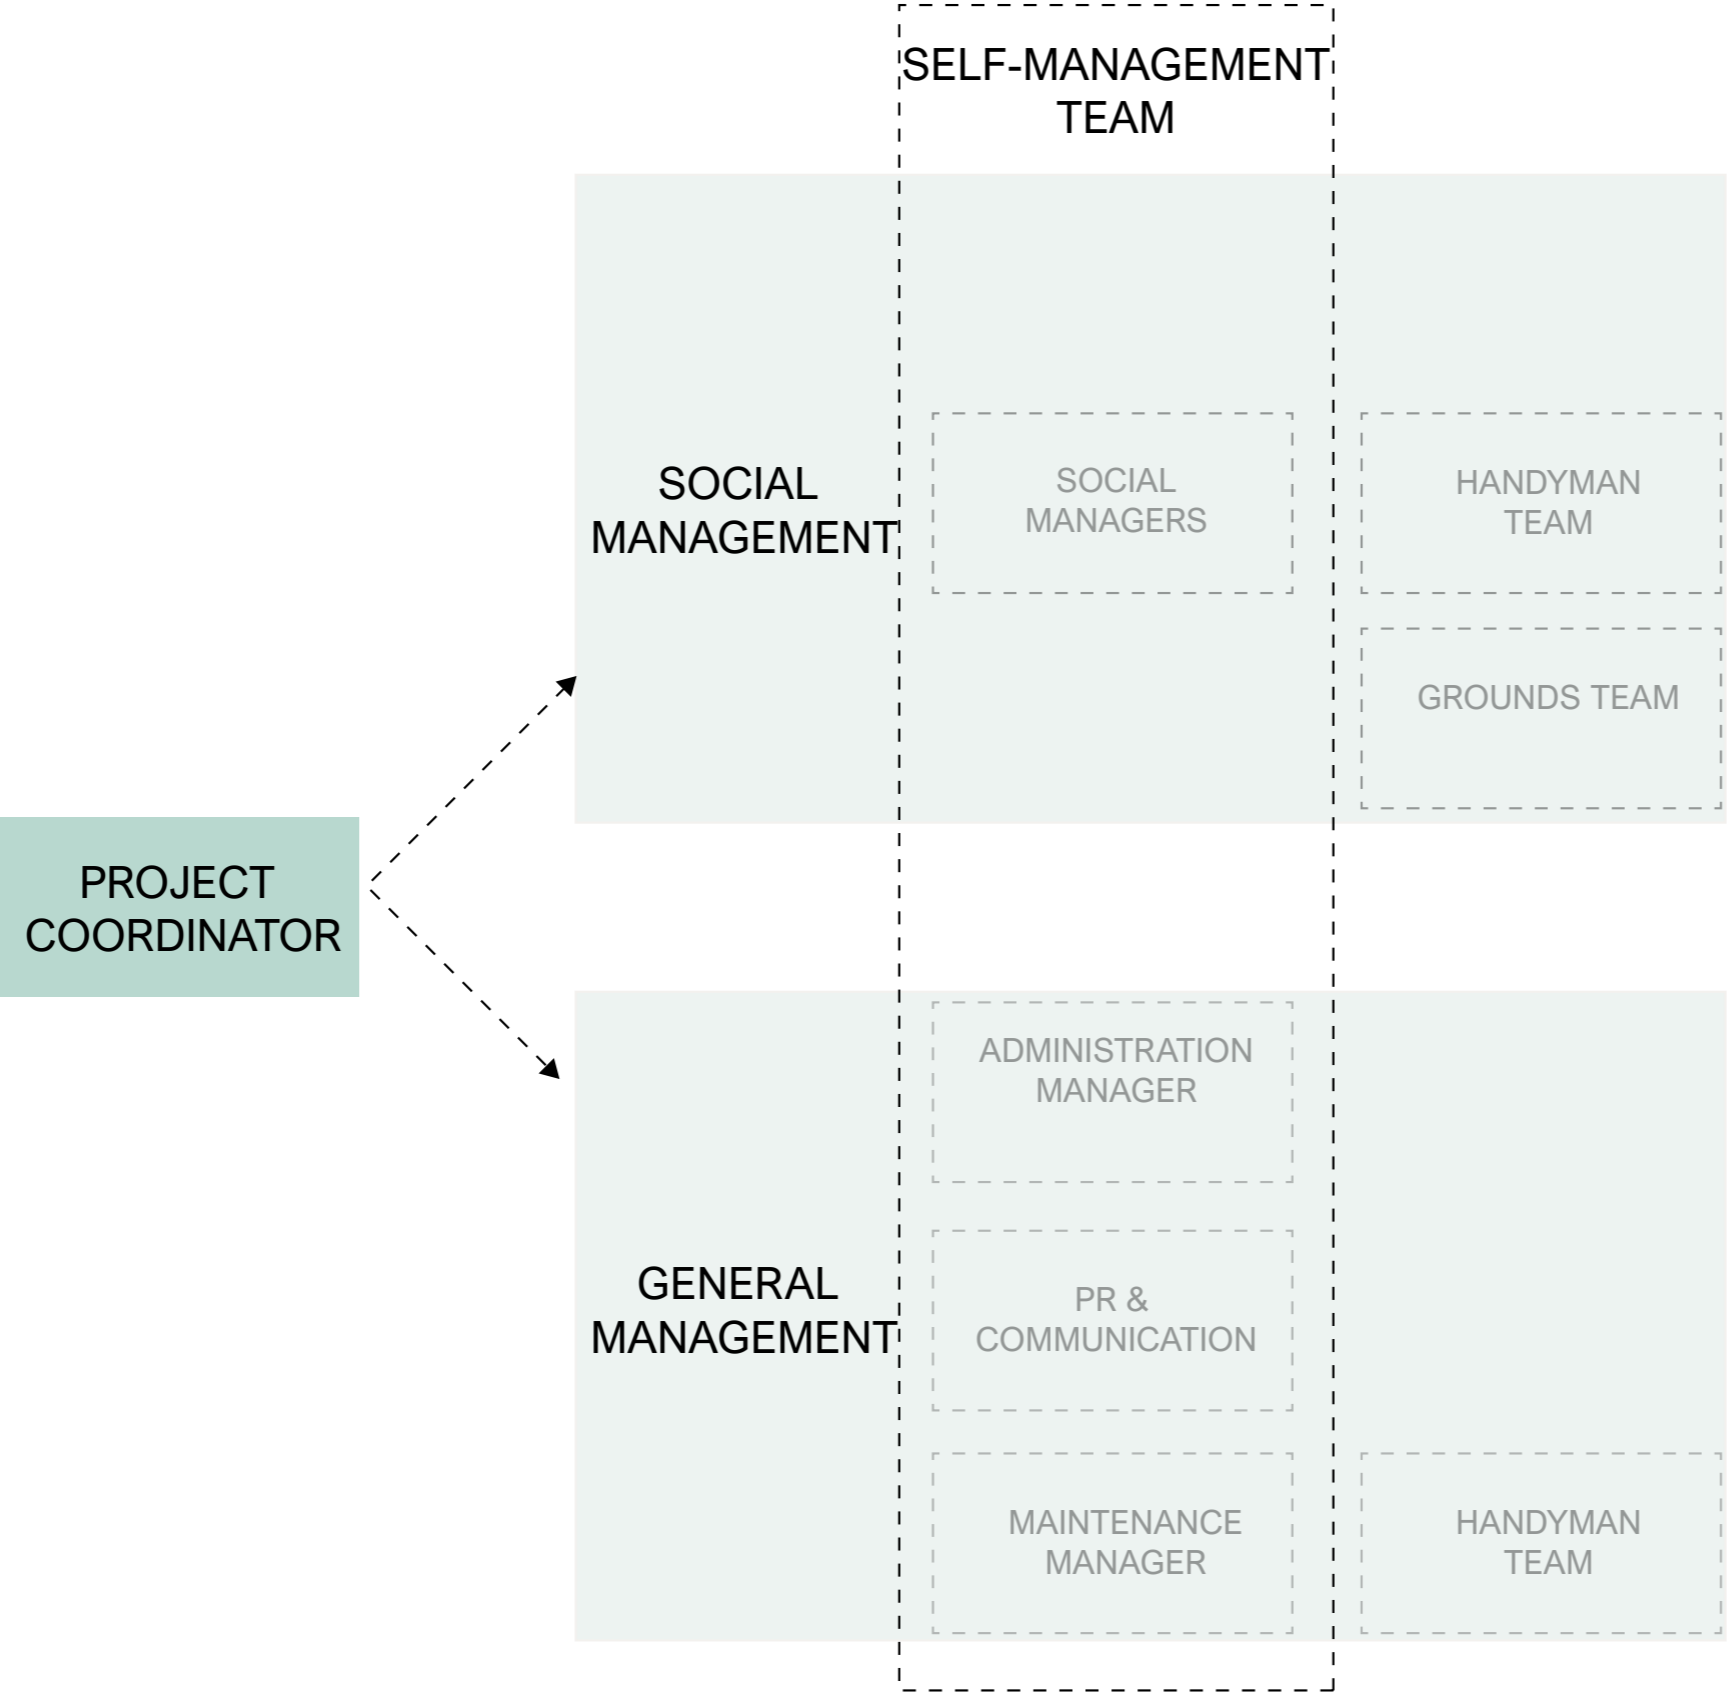 SELF-MANAGEMENT
TEAM
SOCIAL
MANAGEMENT
SOCIAL
MANAGERS
HANDYMAN
TEAM
GROUNDS TEAM
PROJECT
COORDINATOR
GENERAL
MANAGEMENT
ADMINISTRATION
MANAGER
PR &
COMMUNICATION
MAINTENANCE
MANAGER
HANDYMAN
TEAM